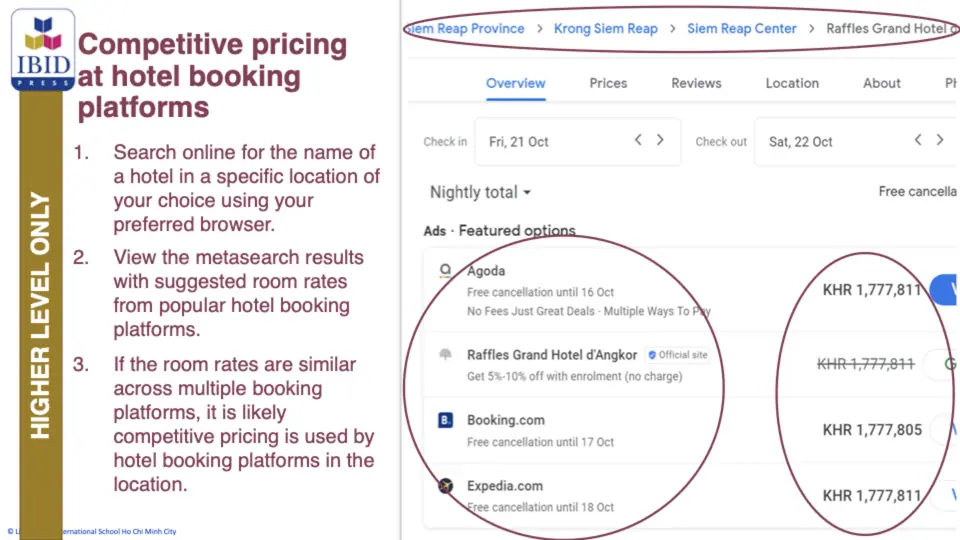 IBID
PRESS
Competitive pricing
at hotel booking
platforms
HIGHER LEVEL ONLY
1. Search online for the name of
a hotel in a specific location of
your choice using your
preferred browser.
2. View the metasearch results
with suggested room rates
from popular hotel booking
platforms.
3. If the room rates are similar
across multiple booking
platforms, it is likely
competitive pricing is used by
hotel booking platforms in the
location.
© L
ernational School Ho Chi Minh City
Siem Reap Province > Krong Siem Reap > Siem Reap Center > Raffles Grand Hotel d
Overview Prices Reviews Location About Ph
Check in Fri, 21 Oct < > Check out Sat, 22 Oct < >
Nightly total Free cancella
Ads · Featured options
Agoda
Free cancellation until 16 Oct KHR 1,777,811
No Fees Just Great Deals · Multiple Ways To Pay
Raffles Grand Hotel d'Angkor Official site
Get 5%-10% off with enrolment (no charge) KHR 1,777,811
B.
Booking.com
Free cancellation until 17 Oct KHR 1,777,805
Expedia.com
Free cancellation until 18 Oct KHR 1,777,811